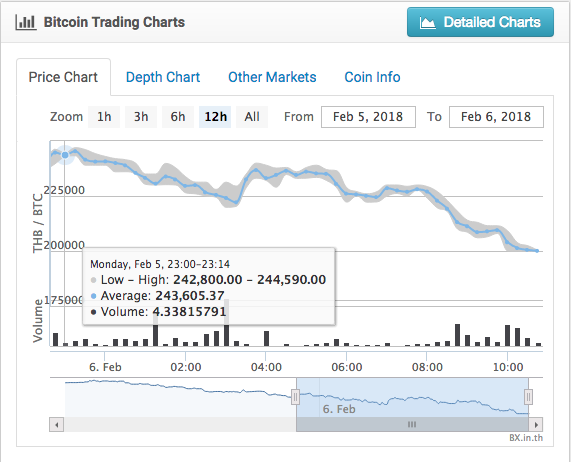 Bitcoin Trading Charts
Detailed Charts
Price Chart
Depth Chart
Other Markets
Coin Info
Zoom 1h 3h 6h 12h All From Feb 5, 2018 To Feb 6, 2018
THB / BTC
225000
200000
175000
Volume
Monday, Feb 5, 23:00-23:14
Low - High: 242,800.00 - 244,590.00
Average: 243,605.37
Volume: 4.33815791
6. Feb 02:00 04:00 06:00 08:00 10:00
6. Feb
BX.in.th